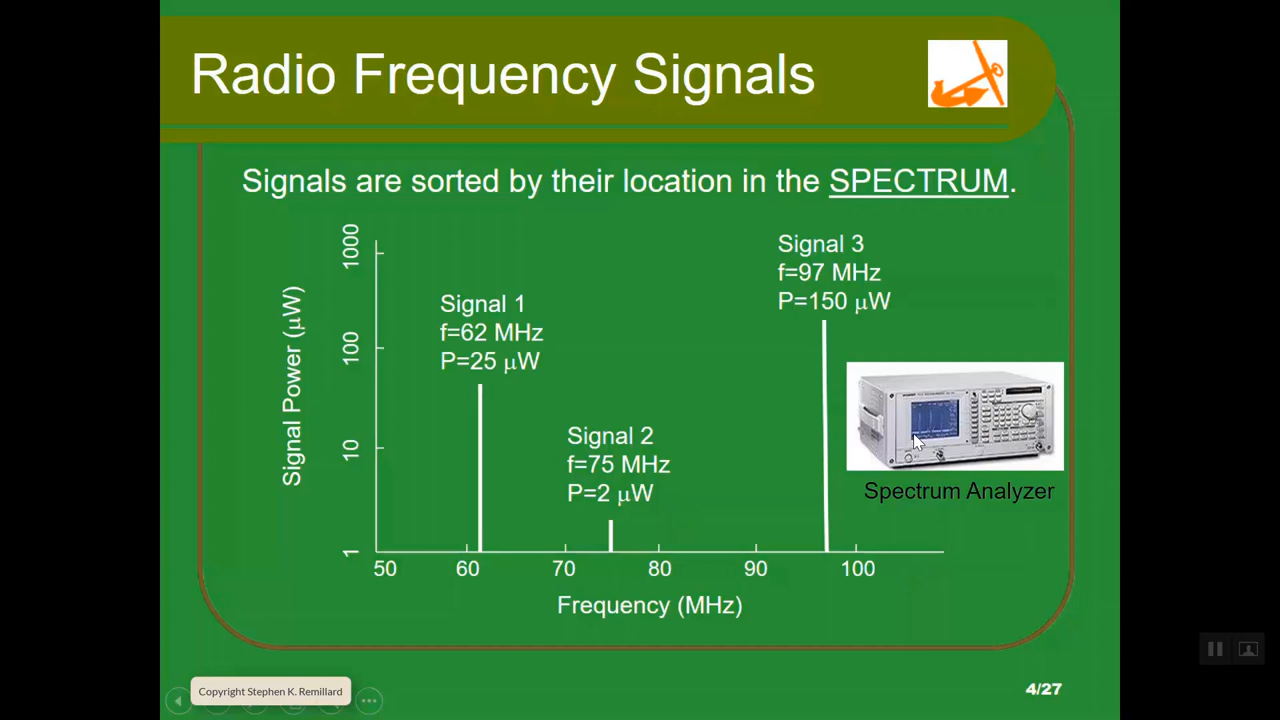 Radio Frequency Signals
Signals are sorted by their location in the SPECTRUM.
Signal Power (μW)
1000
100
10
1
Signal 1
f=62 MHz
P=25 μW
Signal 2
f=75 MHz
P=2 μW
Signal 3
f=97 MHz
P=150 μW
Spectrum Analyzer
50 60 70 80 90 100
Frequency (MHz)
Copyright Stephen K. Remillard
4/27